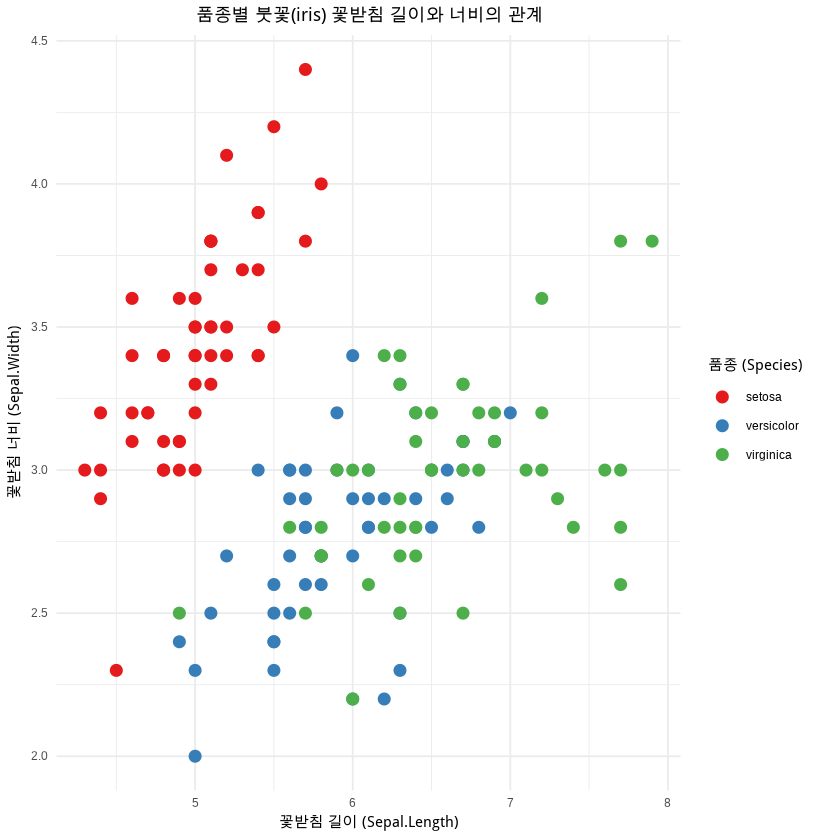 품종별 붓꽃(iris) 꽃받침 길이와 너비의 관계
4.5
4.0
3.5
3.0
2.5
2.0
꽃받침 너비 (Sepal.Width)
5 6 7 8
꽃받침 길이 (Sepal.Length)
품종 (Species)
setosa
versicolor
virginica